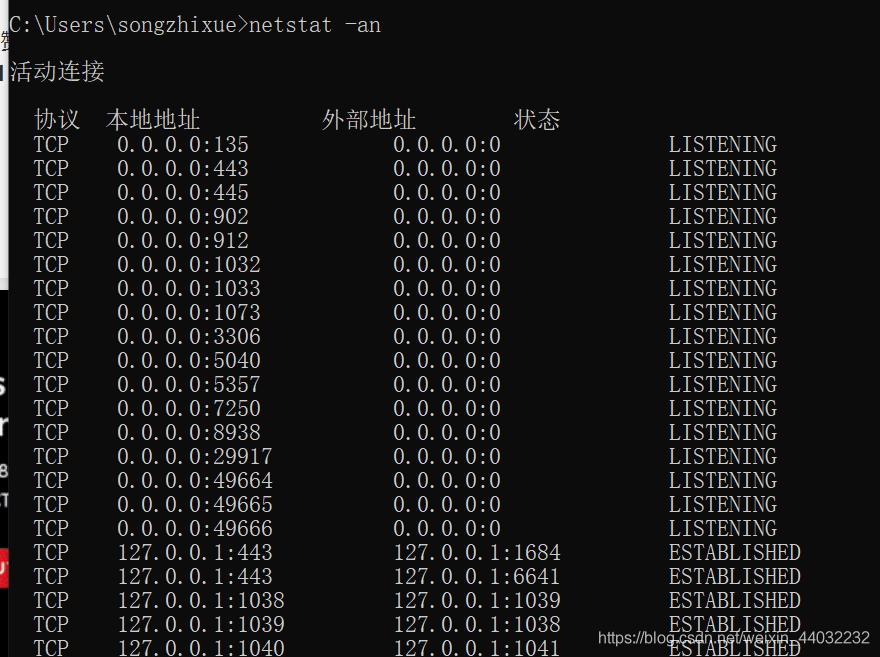 C:\Users\songzhixue>netstat -an
活动连接
协议 本地地址 外部地址 状态
TCP 0.0.0.0:135 0.0.0.0:0 LISTENING
TCP 0.0.0.0:443 0.0.0.0:0 LISTENING
TCP 0.0.0.0:445 0.0.0.0:0 LISTENING
TCP 0.0.0.0:902 0.0.0.0:0 LISTENING
TCP 0.0.0.0:912 0.0.0.0:0 LISTENING
TCP 0.0.0.0:1032 0.0.0.0:0 LISTENING
TCP 0.0.0.0:1033 0.0.0.0:0 LISTENING
TCP 0.0.0.0:1073 0.0.0.0:0 LISTENING
TCP 0.0.0.0:3306 0.0.0.0:0 LISTENING
TCP 0.0.0.0:5040 0.0.0.0:0 LISTENING
TCP 0.0.0.0:5357 0.0.0.0:0 LISTENING
TCP 0.0.0.0:7250 0.0.0.0:0 LISTENING
TCP 0.0.0.0:8938 0.0.0.0:0 LISTENING
TCP 0.0.0.0:29917 0.0.0.0:0 LISTENING
TCP 0.0.0.0:49664 0.0.0.0:0 LISTENING
TCP 0.0.0.0:49665 0.0.0.0:0 LISTENING
TCP 0.0.0.0:49666 0.0.0.0:0 LISTENING
TCP 127.0.0.1:443 127.0.0.1:1684 ESTABLISHED
TCP 127.0.0.1:443 127.0.0.1:6641 ESTABLISHED
TCP 127.0.0.1:1038 127.0.0.1:1039 ESTABLISHED
TCP 127.0.0.1:1039 127.0.0.1:1038 ESTABLISHED
TCP 127.0.0.1:1040 127.0.0.1:1041 ESTABLISHED
https://blog.csdn.net/weixin_44032232